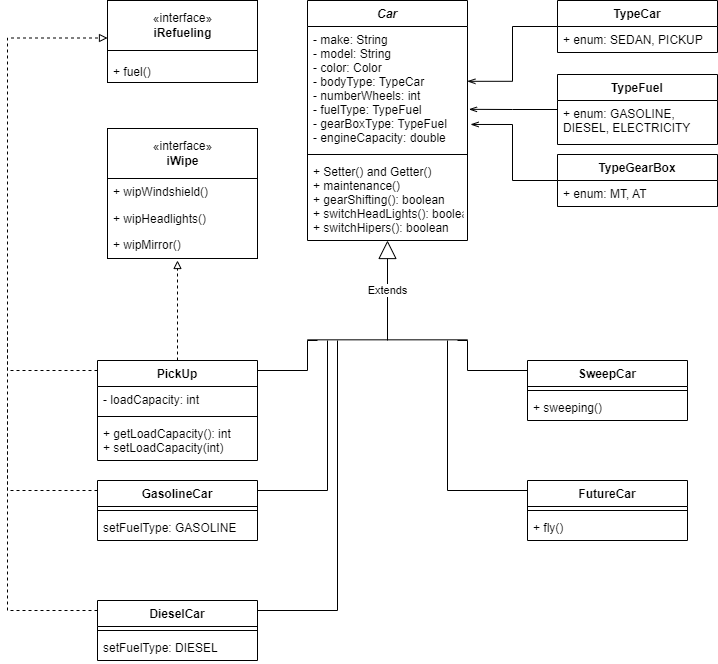 «interface»
iRefueling
+ fuel()
«interface»
iWipe
+ wipWindshield()
+ wipHeadlights()
+ wipMirror()
Car
- make: String
- model: String
- color: Color
- bodyType: TypeCar
- numberWheels: int
- fuelType: TypeFuel
- gearBoxType: TypeFuel
- engineCapacity: double
+ Setter() and Getter()
+ maintenance()
+ gearShifting(): boolean
+ switchHeadLights(): boolea
+ switchHipers(): boolean
TypeCar
+ enum: SEDAN, PICKUP
TypeFuel
+ enum: GASOLINE,
DIESEL, ELECTRICITY
TypeGearBox
+ enum: MT, AT
Extends
PickUp
- loadCapacity: int
+ getLoadCapacity(): int
+ setLoadCapacity(int)
GasolineCar
setFuelType: GASOLINE
DieselCar
setFuelType: DIESEL
SweepCar
+ sweeping()
FutureCar
+ fly()